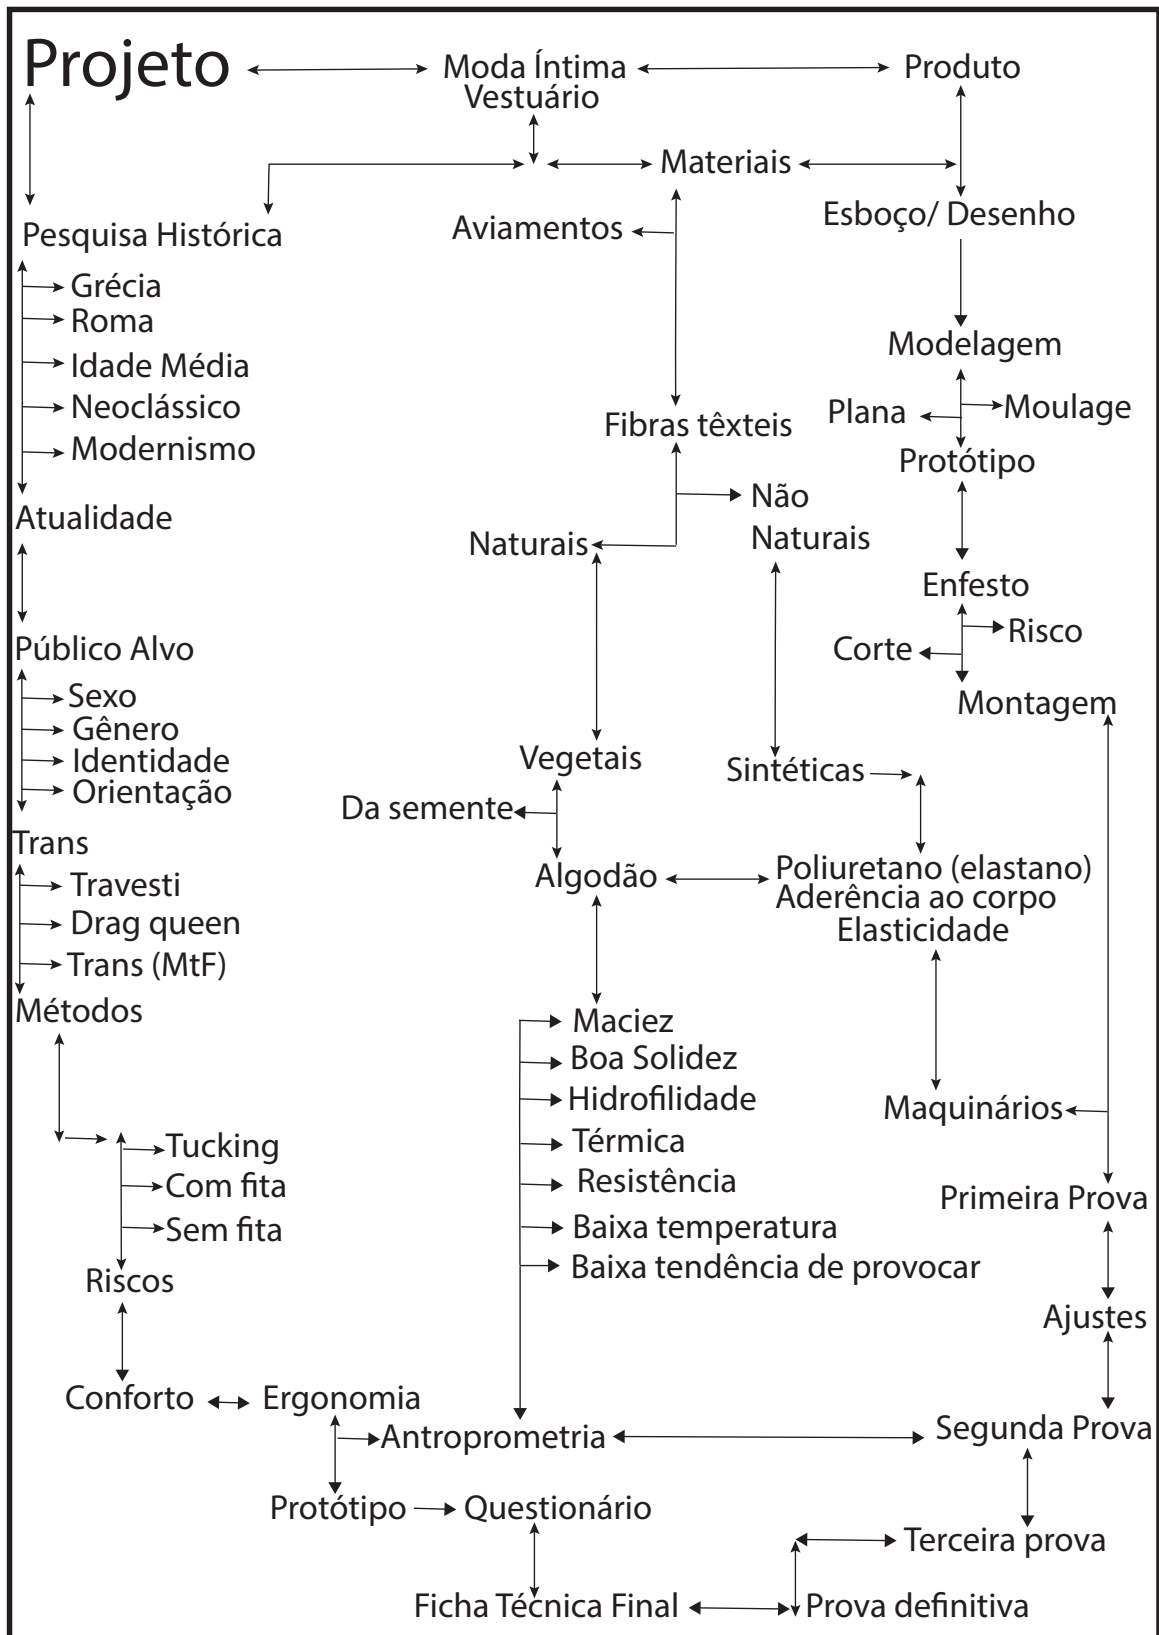 Projeto
Moda Íntima
Vestuário
Produto
Materiais
Pesquisa Histórica
Aviamentos
Esboço/ Desenho
Grécia
Roma
Idade Média
Neoclássico
Modernismo
Modelagem
Plana
Moulage
Fibras têxteis
Protótipo
Não
Naturais
Atualidade
Naturais
Enfesto
Risco
Corte
Público Alvo
Sexo
Gênero
Identidade
Orientação
Montagem
Vegetais
Sintéticas
Da semente
Trans
Travesti
Drag queen
Trans (MtF)
Algodão
Poliuretano (elastano)
Aderência ao corpo
Elasticidade
Métodos
Maciez
Boa Solidez
Hidrofilidade
Térmica
Resistência
Baixa temperatura
Baixa tendência de provocar
Maquinários
Tucking
Com fita
Sem fita
Primeira Prova
Riscos
Ajustes
Conforto
Ergonomia
Antroprometria
Segunda Prova
Protótipo
Questionário
Terceira prova
Ficha Técnica Final
Prova definitiva